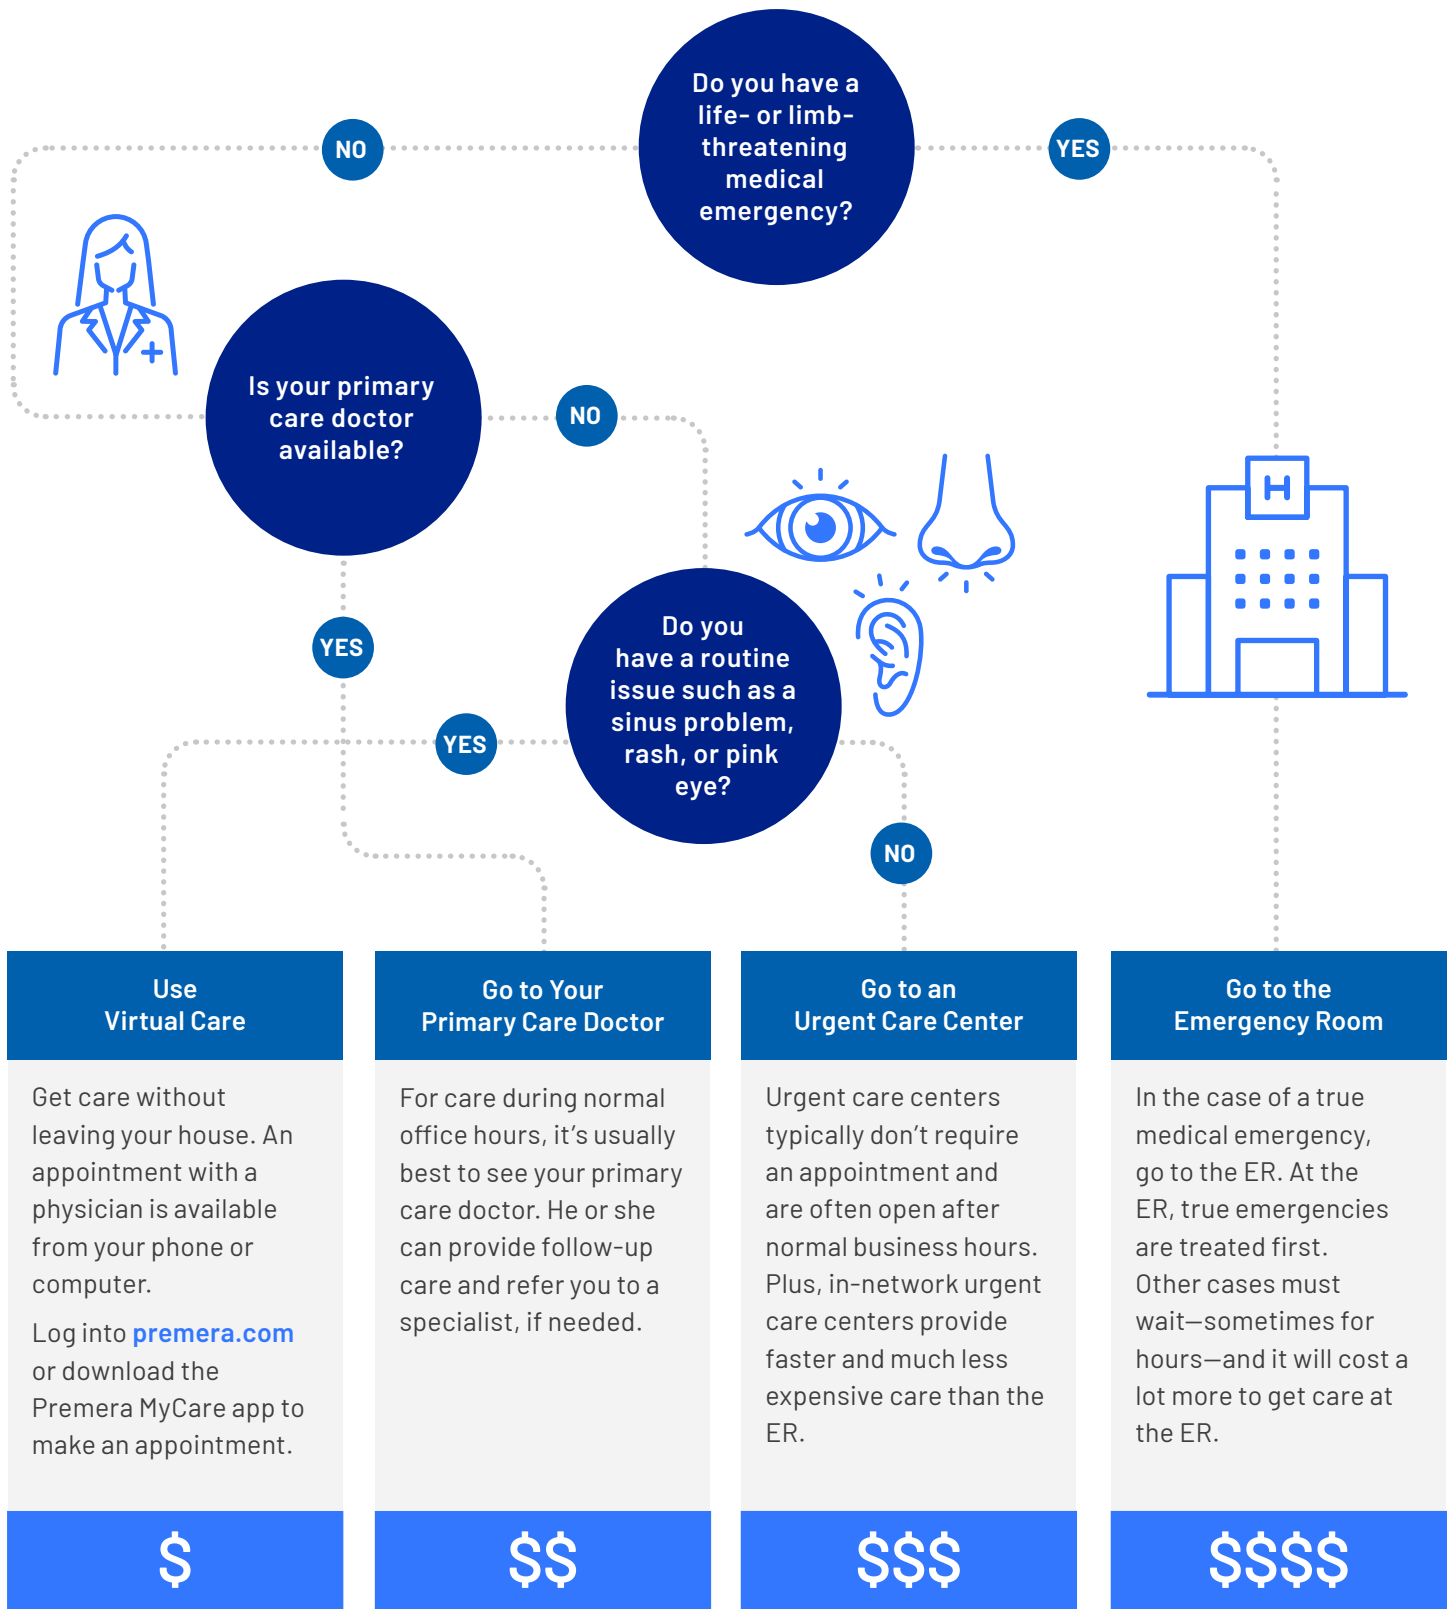 Do you have a
life- or limb-
threatening
medical
emergency?
NO
YES
Is your primary
care doctor
available?
NO
YES
Do you
have a routine
issue such as a
sinus problem,
rash, or pink
eye?
YES
NO
H
Use
Virtual Care
Get care without
leaving your house. An
appointment with a
physician is available
from your phone or
computer.
Log into premera.com
or download the
Premera MyCare app to
make an appointment.
$
Go to Your
Primary Care Doctor
For care during normal
office hours, it’s usually
best to see your primary
care doctor. He or she
can provide follow-up
care and refer you to a
specialist, if needed.
$$
Go to an
Urgent Care Center
Urgent care centers
typically don’t require
an appointment and
are often open after
normal business hours.
Plus, in-network urgent
care centers provide
faster and much less
expensive care than the
ER.
$$$
Go to the
Emergency Room
In the case of a true
medical emergency,
go to the ER. At the
ER, true emergencies
are treated first.
Other cases must
wait—sometimes for
hours—and it will cost a
lot more to get care at
the ER.
$$$$